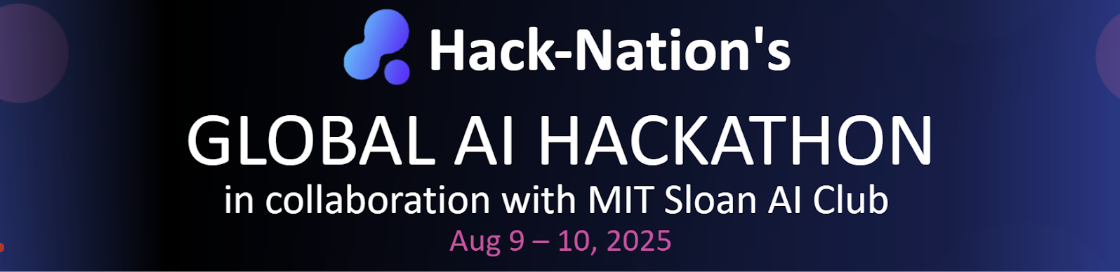 Hack-Nation's
GLOBAL AI HACKATHON
in collaboration with MIT Sloan AI Club
Aug 9 – 10, 2025